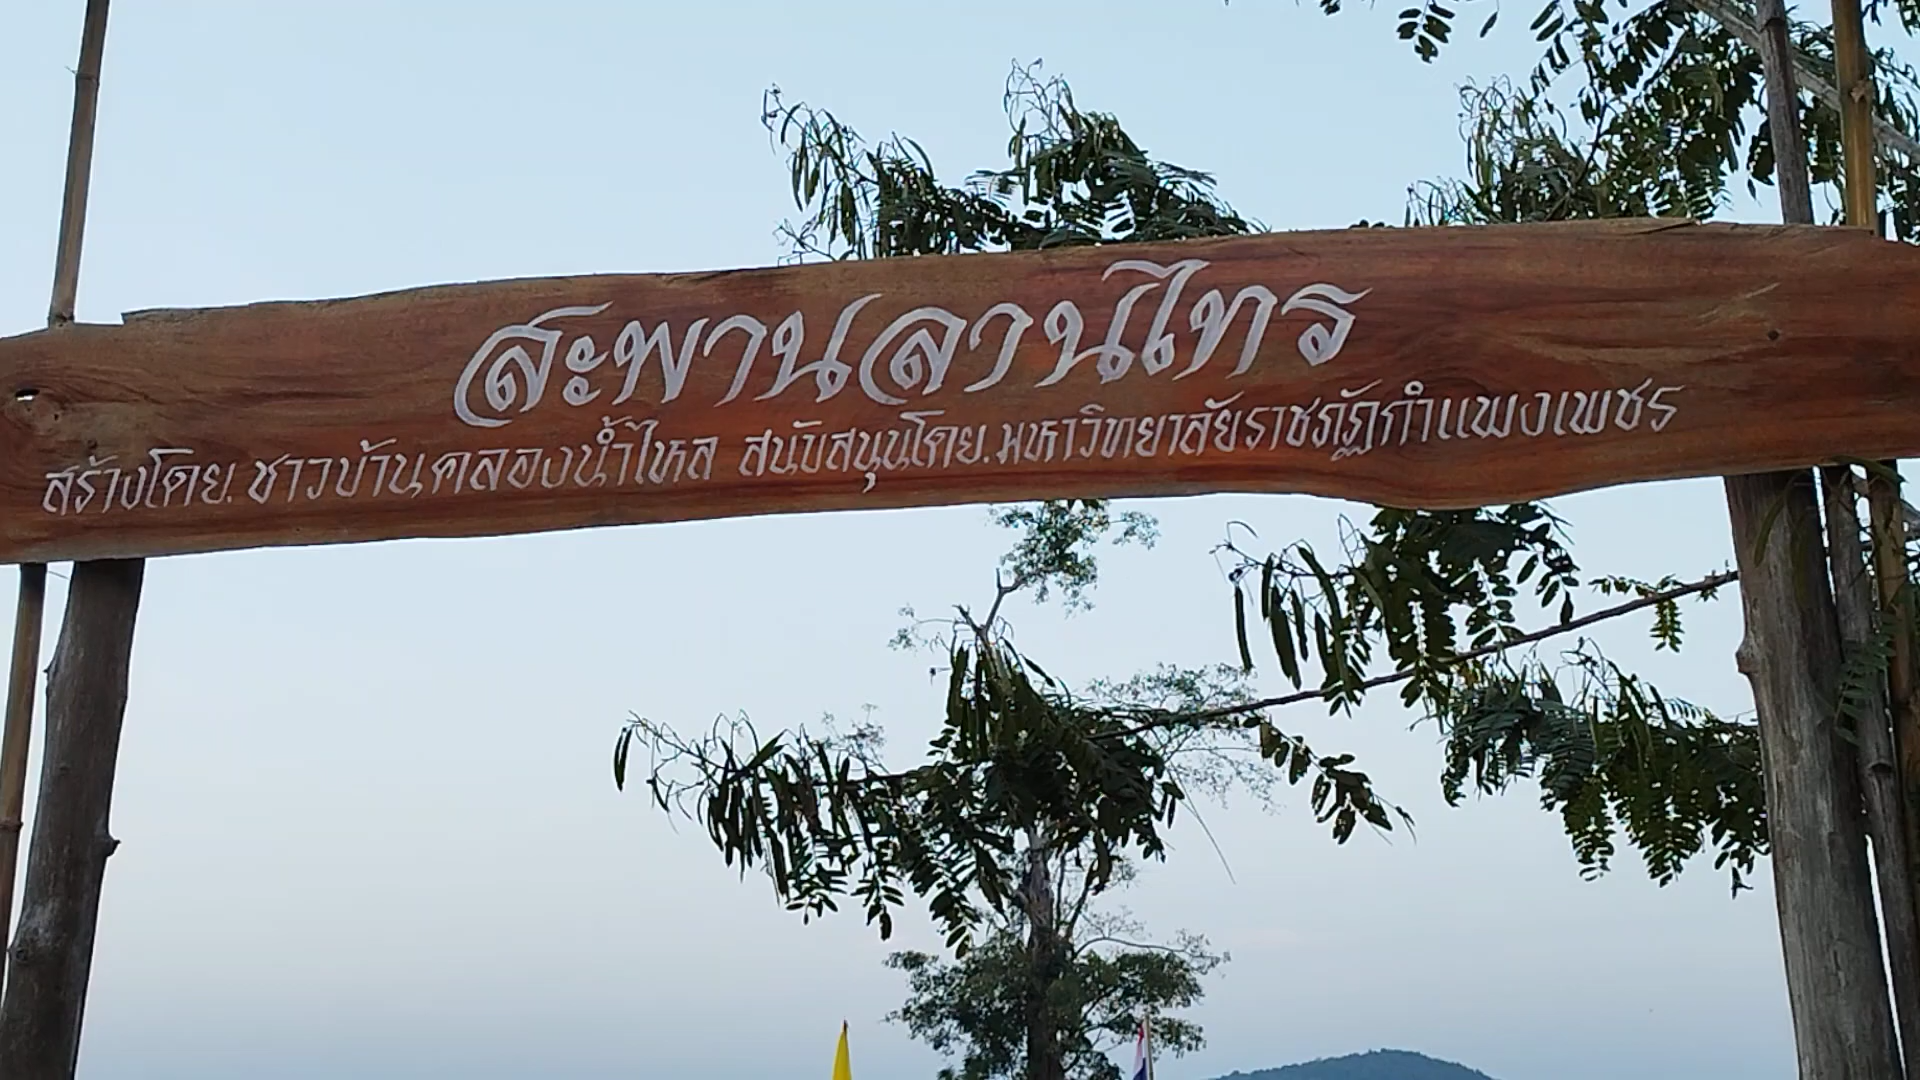 สะพานลานไทร
สร้างโดย. ชาวบ้านคลองน้ำไหล สนับสนุนโดย. มหาวิทยาลัยราชภัฏกำแพงเพชร